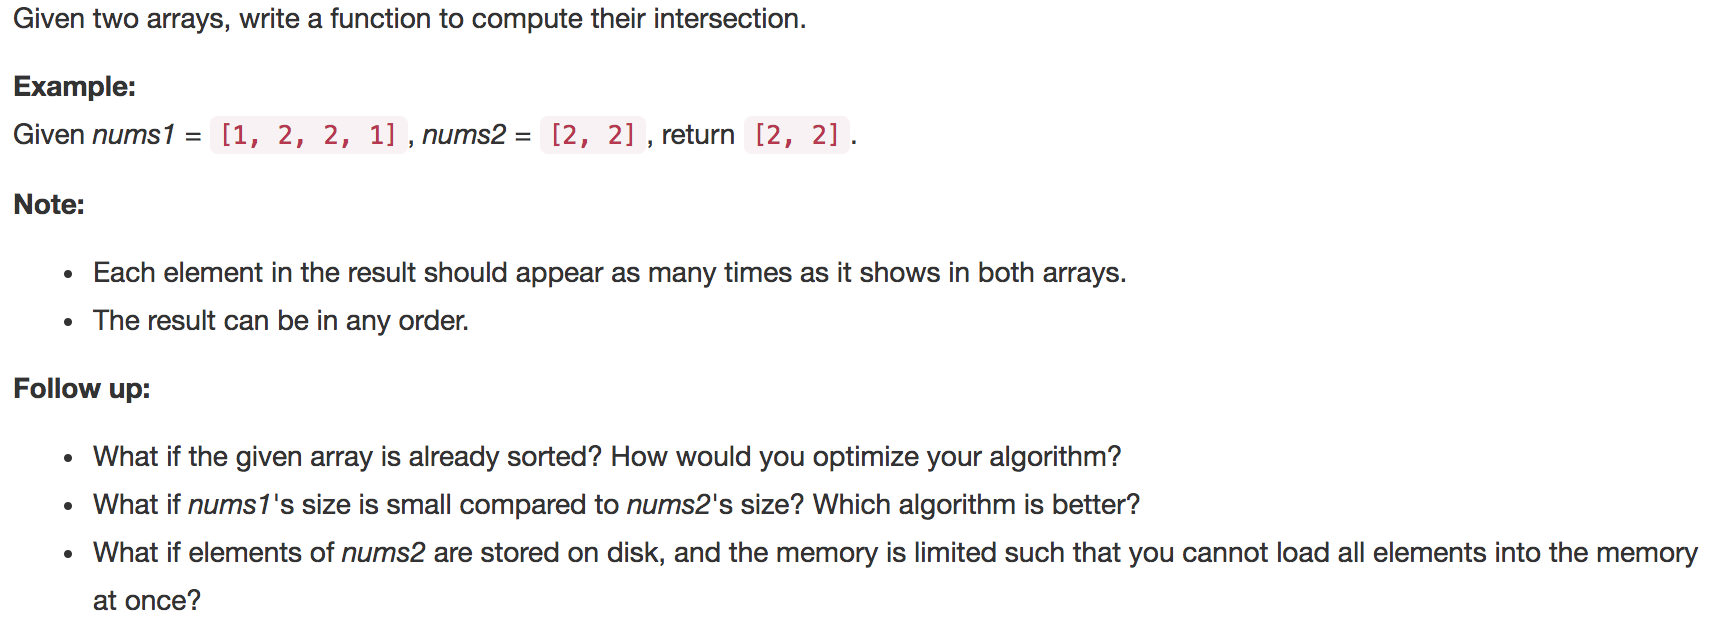 Given two arrays, write a function to compute their intersection.
Example:
Given nums1 = [1, 2, 2, 1], nums2 = [2, 2], return [2, 2].
Note:
• Each element in the result should appear as many times as it shows in both arrays.
• The result can be in any order.
Follow up:
• What if the given array is already sorted? How would you optimize your algorithm?
• What if nums1's size is small compared to nums2's size? Which algorithm is better?
• What if elements of nums2 are stored on disk, and the memory is limited such that you cannot load all elements into the memory
at once?